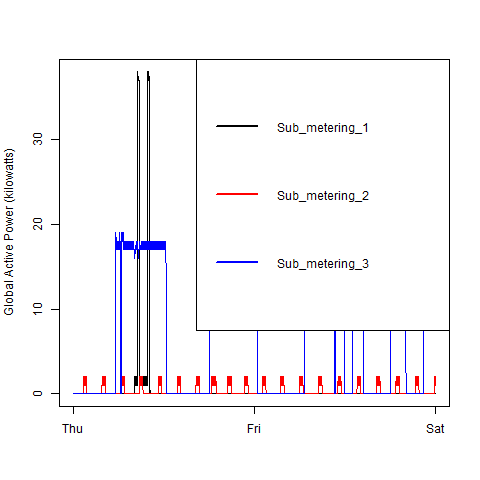 Global Active Power (kilowatts)
30
20
10
0
Sub_metering_1
Sub_metering_2
Sub_metering_3
Thu Fri Sat